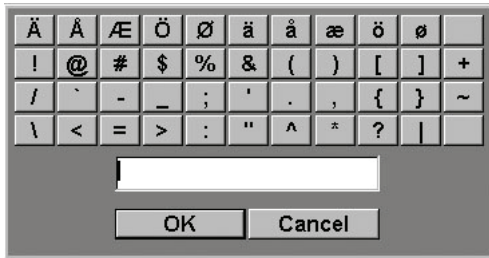 Ä Å Æ Ö Ø ä å æ ö ø
! @ # $ % & ( ) [ ] +
/ ` - _ ; ' . , { } ~
\ < = > : " ^ * ? |
OK Cancel